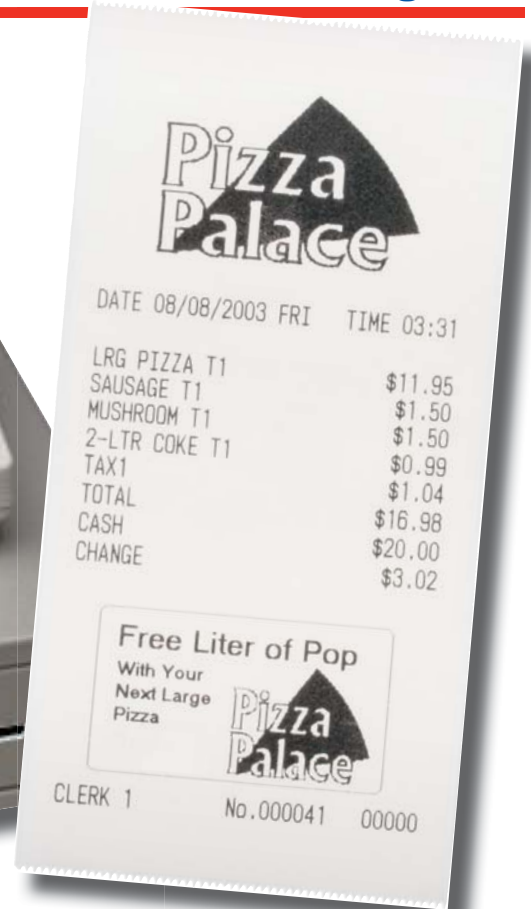 Pizza
Palace
DATE 08/08/2003 FRI TIME 03:31
LRG PIZZA T1 $11.95
SAUSAGE T1 $1.50
MUSHROOM T1 $1.50
2-LTR COKE T1 $0.99
TAX1 $1.04
TOTAL $16.98
CASH $20.00
CHANGE $3.02
Free Liter of Pop
With Your
Next Large
Pizza
Pizza
Palace
CLERK 1 No.000041 00000